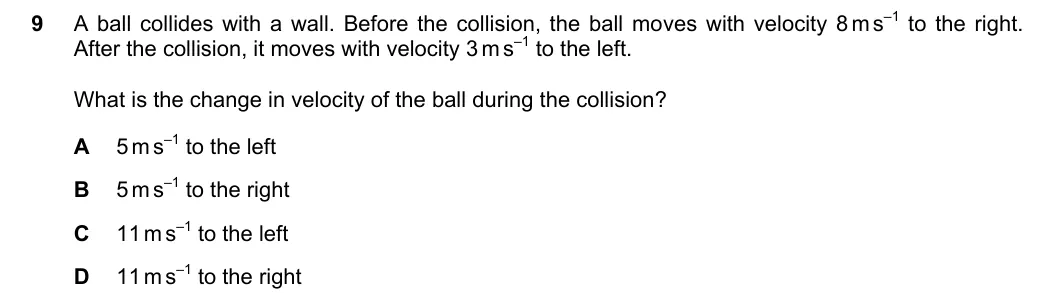 9 A ball collides with a wall. Before the collision, the ball moves with velocity 8 m s⁻¹ to the right.
After the collision, it moves with velocity 3 m s⁻¹ to the left.
What is the change in velocity of the ball during the collision?
A 5 m s⁻¹ to the left
B 5 m s⁻¹ to the right
C 11 m s⁻¹ to the left
D 11 m s⁻¹ to the right